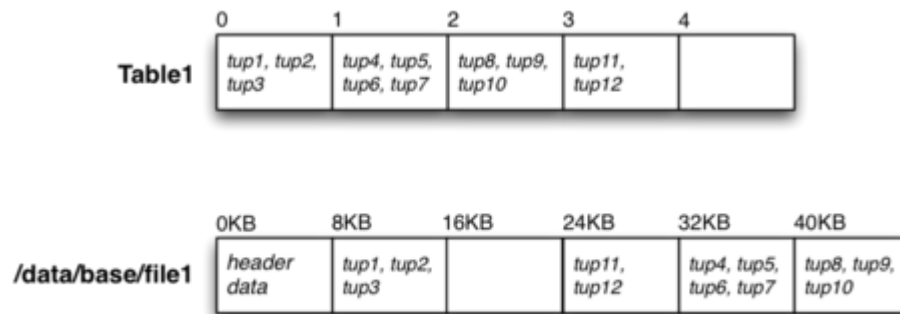 0 1 2 3 4
Table1
tup1, tup2, tup4, tup5, tup8, tup9, tup11,
tup3 tup6, tup7 tup10 tup12
0KB 8KB 16KB 24KB 32KB 40KB
/data/base/file1
header tup1, tup2, tup11, tup4, tup5, tup8, tup9,
data tup3 tup12 tup6, tup7 tup10